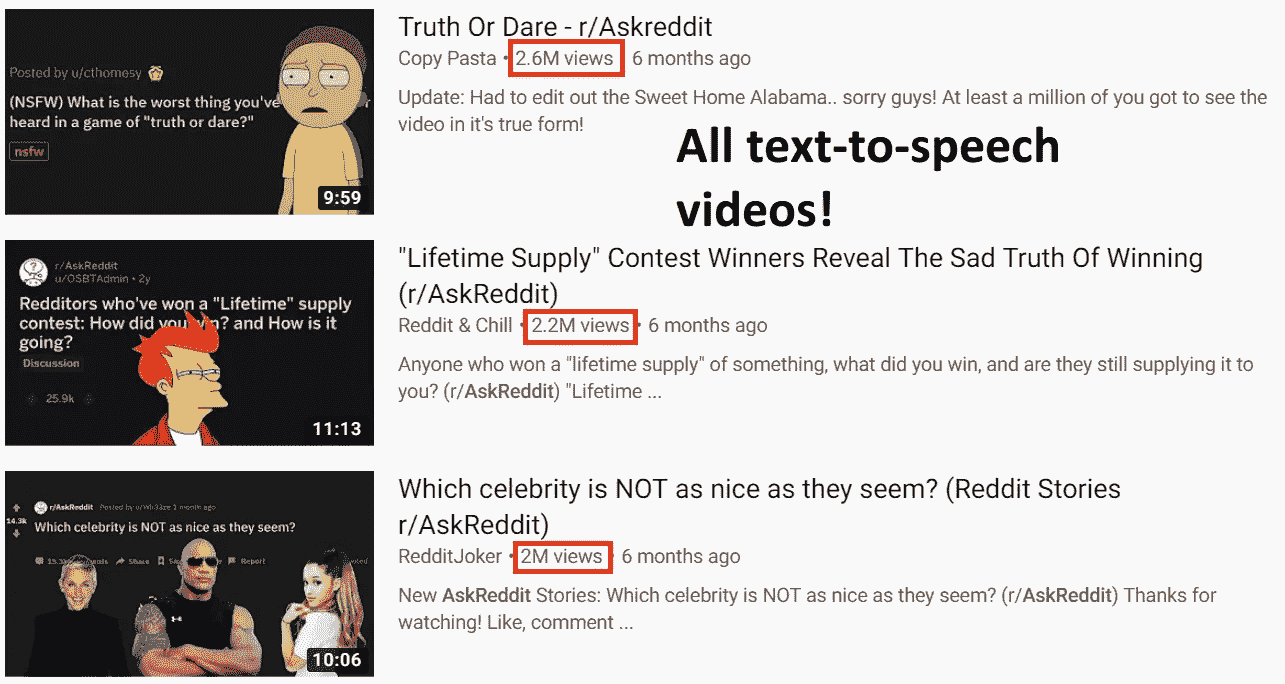 Posted by u/cthomesy
(NSFW) What is the worst thing you've
heard in a game of "truth or dare?"
nsfw
9:59
Truth Or Dare - r/Askreddit
Copy Pasta • 2.6M views 6 months ago
Update: Had to edit out the Sweet Home Alabama.. sorry guys! At least a million of you got to see the
video in it's true form!
All text-to-speech
videos!
r/AskReddit
u/OSBTAdmin • 2y
Redditors who've won a "Lifetime" supply
contest: How did you win? and How is it
going?
Discussion
25.9k
11:13
"Lifetime Supply" Contest Winners Reveal The Sad Truth Of Winning
(r/AskReddit)
Reddit & Chill • 2.2M views • 6 months ago
Anyone who won a "lifetime supply" of something, what did you win, and are they still supplying it to
you? (r/AskReddit) "Lifetime ...
r/AskReddit Posted by 1 month ago
14.3k
Which celebrity is NOT as nice as they seem?
Share
Report
10:06
Which celebrity is NOT as nice as they seem? (Reddit Stories
r/AskReddit)
RedditJoker • 2M views 6 months ago
New AskReddit Stories: Which celebrity is NOT as nice as they seem? (r/AskReddit) Thanks for
watching! Like, comment ...